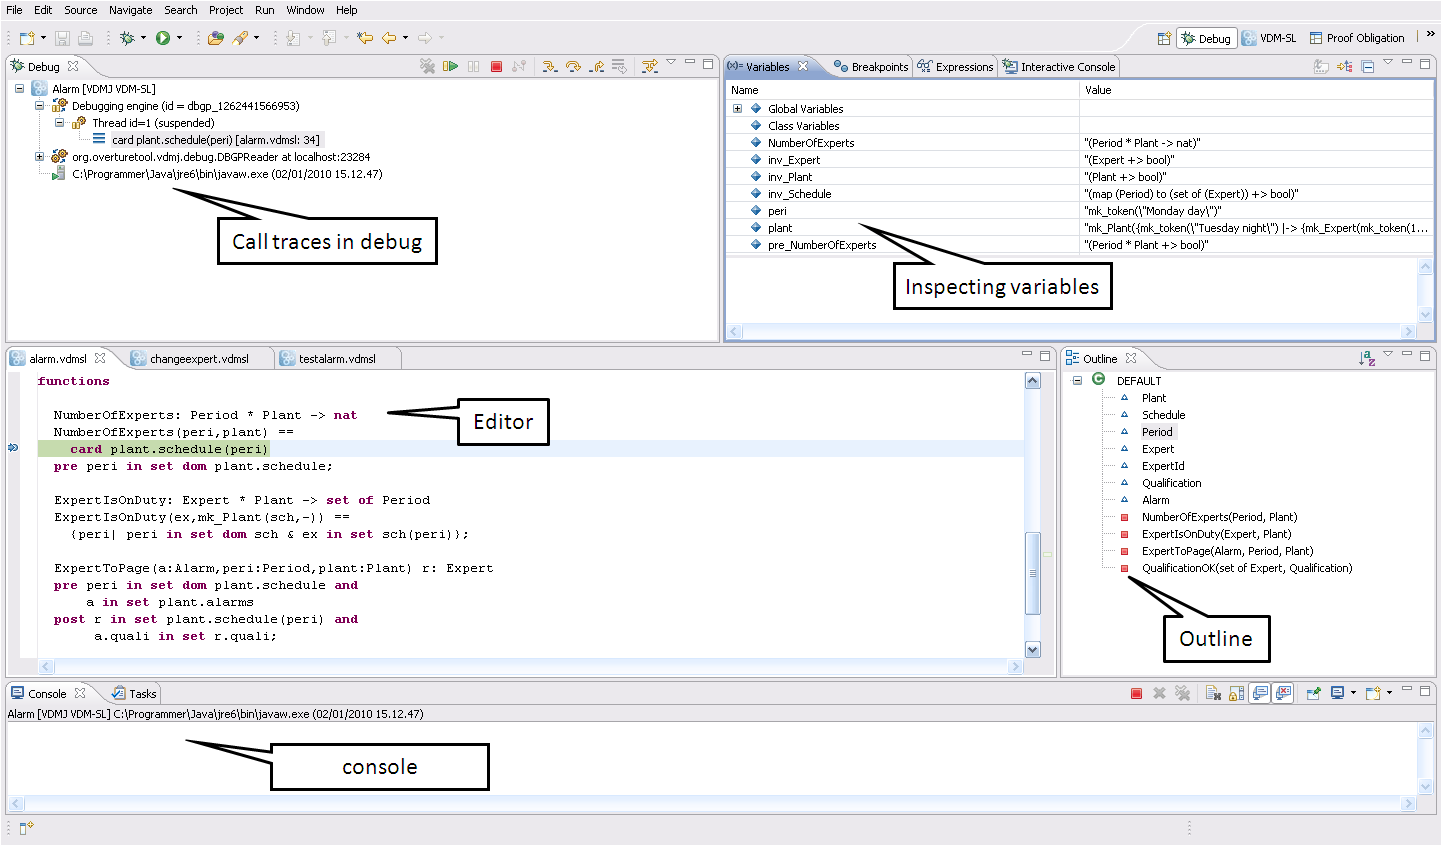 File Edit Source Navigate Search Project Run Window Help
Debug VDM-SL Proof Obligation »
Debug
Alarm [VDMJ VDM-SL]
Debugging engine (id = dbgp_1262441566953)
Thread id=1 (suspended)
card plant.schedule(peri) [alarm.vdmsl: 34]
org.overturetool.vdmj.debug.DBGPReader at localhost:23284
C:\Programmer\Java\jre6\bin\javaw.exe (02/01/2010 15.12.47)
Call traces in debug
(x)= Variables Breakpoints Expressions Interactive Console
Name Value
Global Variables
Class Variables
NumberOfExperts "(Period * Plant -> nat)"
inv_Expert "(Expert +> bool)"
inv_Plant "(Plant +> bool)"
inv_Schedule "(map (Period) to (set of (Expert)) +> bool)"
peri "mk_token(\"Monday day\")"
plant "mk_Plant({mk_token(\"Tuesday night\") |-> {mk_Expert(mk_token(1...
pre_NumberOfExperts "(Period * Plant +> bool)"
Inspecting variables
alarm.vdmsl changeexpert.vdmsl testalarm.vdmsl
functions
NumberOfExperts: Period * Plant -> nat
NumberOfExperts(peri,plant) ==
card plant.schedule(peri)
pre peri in set dom plant.schedule;
ExpertIsOnDuty: Expert * Plant -> set of Period
ExpertIsOnDuty(ex,mk_Plant(sch,-)) ==
{peri| peri in set dom sch & ex in set sch(peri)};
ExpertToPage(a:Alarm,peri:Period,plant:Plant) r: Expert
pre peri in set dom plant.schedule and
a in set plant.alarms
post r in set plant.schedule(peri) and
a.quali in set r.quali;
Editor
Outline
DEFAULT
Plant
Schedule
Period
Expert
ExpertId
Qualification
Alarm
NumberOfExperts(Period, Plant)
ExpertIsOnDuty(Expert, Plant)
ExpertToPage(Alarm, Period, Plant)
QualificationOK(set of Expert, Qualification)
Outline
Console Tasks
Alarm [VDMJ VDM-SL] C:\Programmer\Java\jre6\bin\javaw.exe (02/01/2010 15.12.47)
console